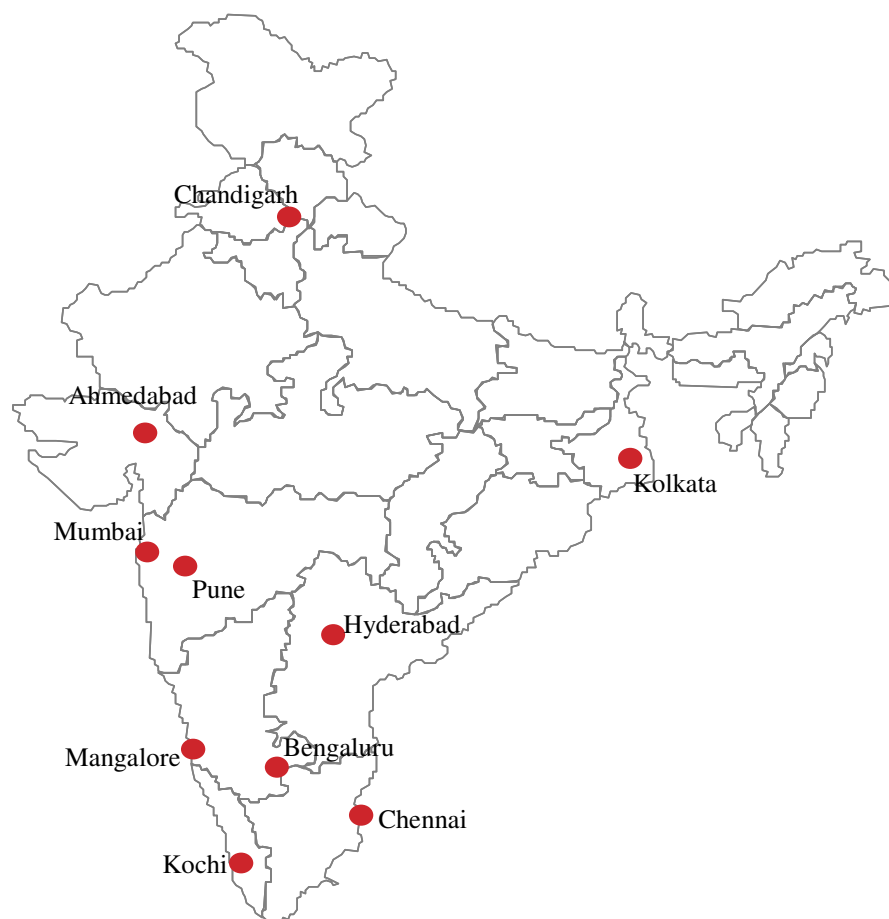 Chandigarh
Ahmedabad
Kolkata
Mumbai
Pune
Hyderabad
Bengaluru
Mangalore
Chennai
Kochi